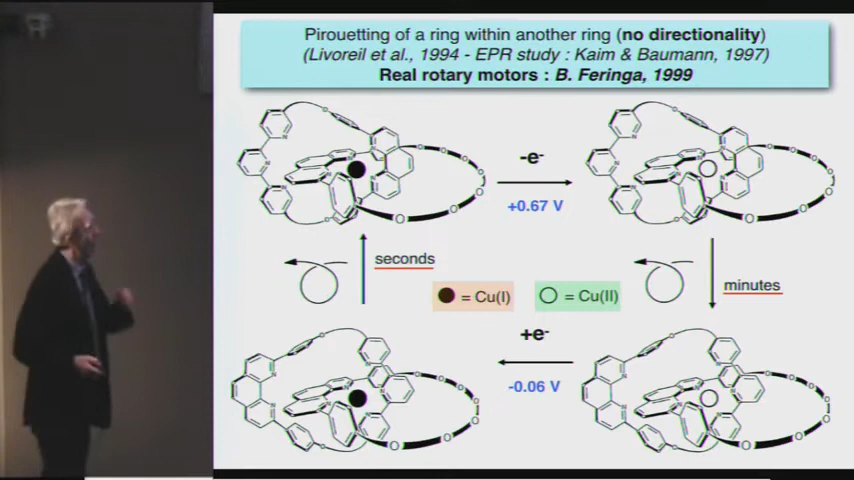 Pirouetting of a ring within another ring (no directionality)
(Livoreil et al., 1994 - EPR study : Kaim & Baumann, 1997)
Real rotary motors : B. Feringa, 1999
-e-
+0.67 V
seconds
minutes
= Cu(I)
= Cu(II)
+e-
-0.06 V